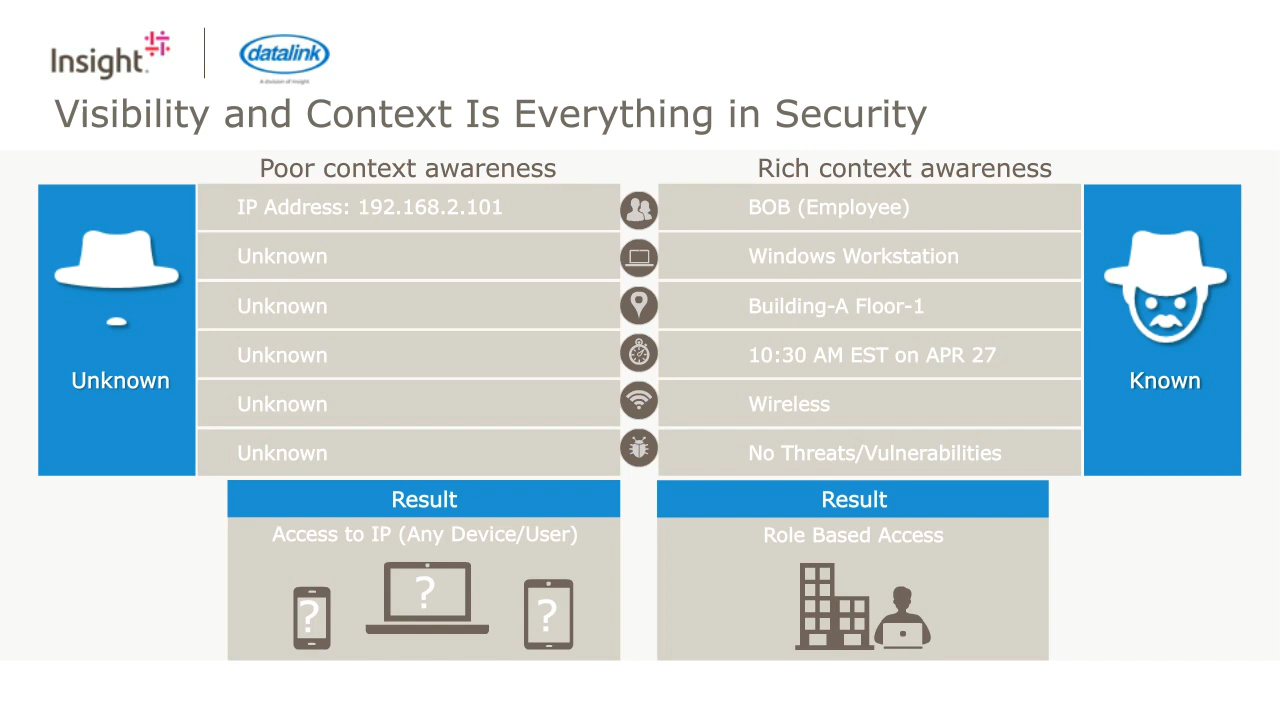 Insight
datalink
A division of Insight
Visibility and Context Is Everything in Security
Poor context awareness
Rich context awareness
IP Address: 192.168.2.101
BOB (Employee)
Unknown
Windows Workstation
Unknown
Building-A Floor-1
Unknown
10:30 AM EST on APR 27
Unknown
Known
Unknown
Wireless
Unknown
No Threats/Vulnerabilities
Result
Result
Access to IP (Any Device/User)
Role Based Access
?
?
?